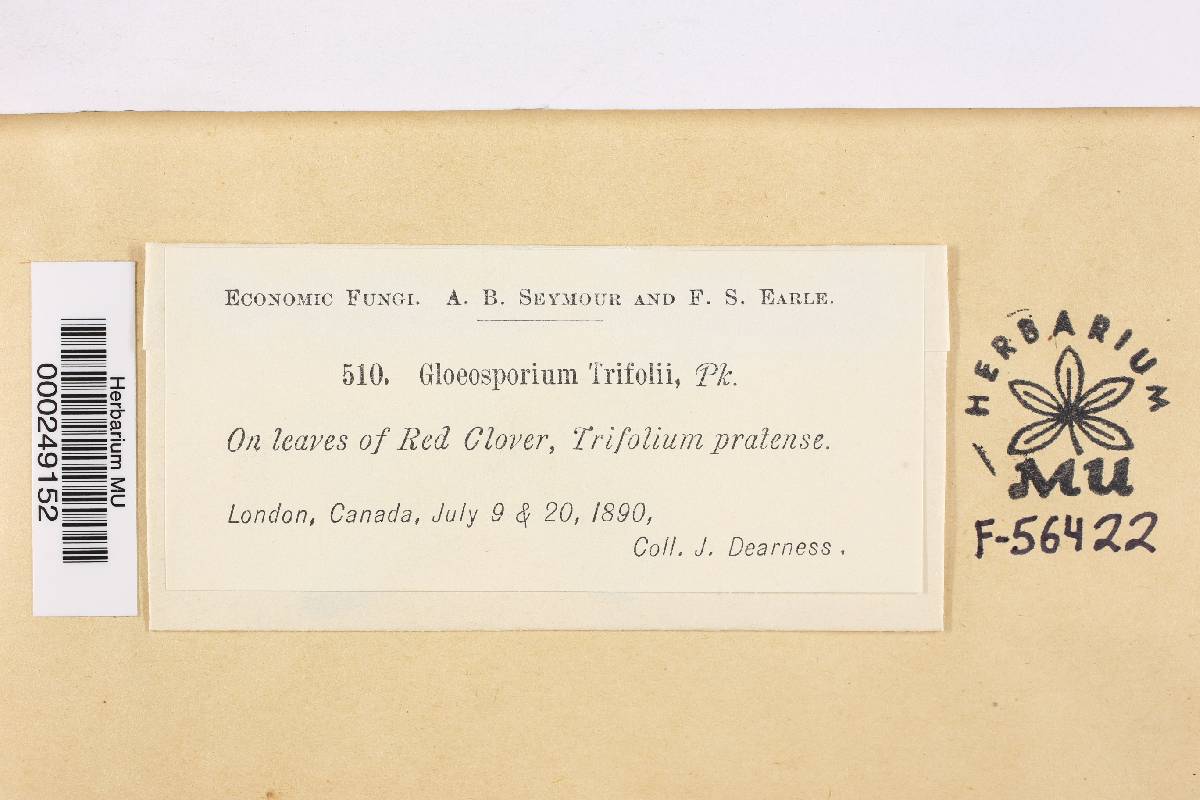 Economic Fungi. A. B. Seymour and F. S. Earle.
510. Gloeosporium Trifolii, Pk.
On leaves of Red Clover, Trifolium pratense.
London, Canada, July 9 & 20, 1890,
Coll. J. Dearness.
Herbarium MU
000249152
HERBARIUM
MU
F-56422